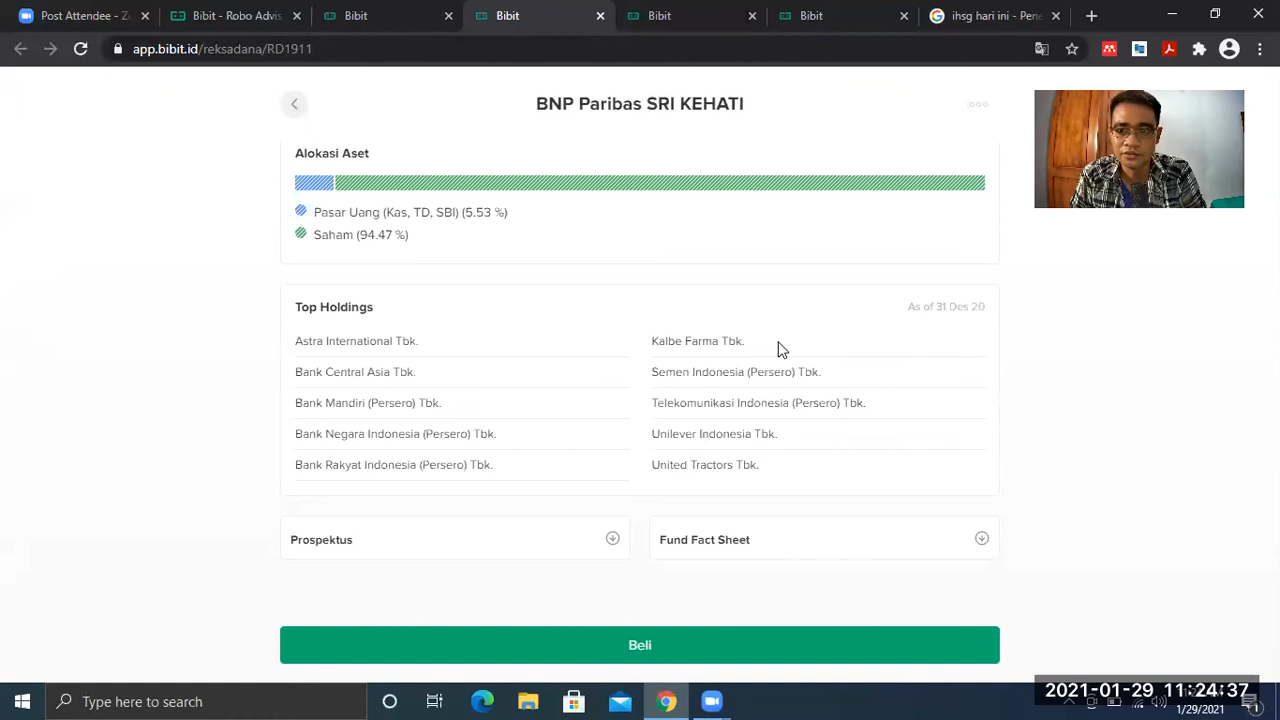 Post Attendee - Z
Bibit - Robo Advis
Bibit
Bibit
Bibit
Bibit
ihsg hari ini - Pene
app.bibit.id/reksadana/RD1911
BNP Paribas SRI KEHATI
Alokasi Aset
Pasar Uang (Kas, TD, SBI) (5.53 %)
Saham (94.47 %)
Top Holdings
As of 31 Des 20
Astra International Tbk.
Kalbe Farma Tbk.
Bank Central Asia Tbk.
Semen Indonesia (Persero) Tbk.
Bank Mandiri (Persero) Tbk.
Telekomunikasi Indonesia (Persero) Tbk.
Bank Negara Indonesia (Persero) Tbk.
Unilever Indonesia Tbk.
Bank Rakyat Indonesia (Persero) Tbk.
United Tractors Tbk.
Prospektus
Fund Fact Sheet
Beli
Type here to search
2021-01-29 11:24:37
1/29/2021